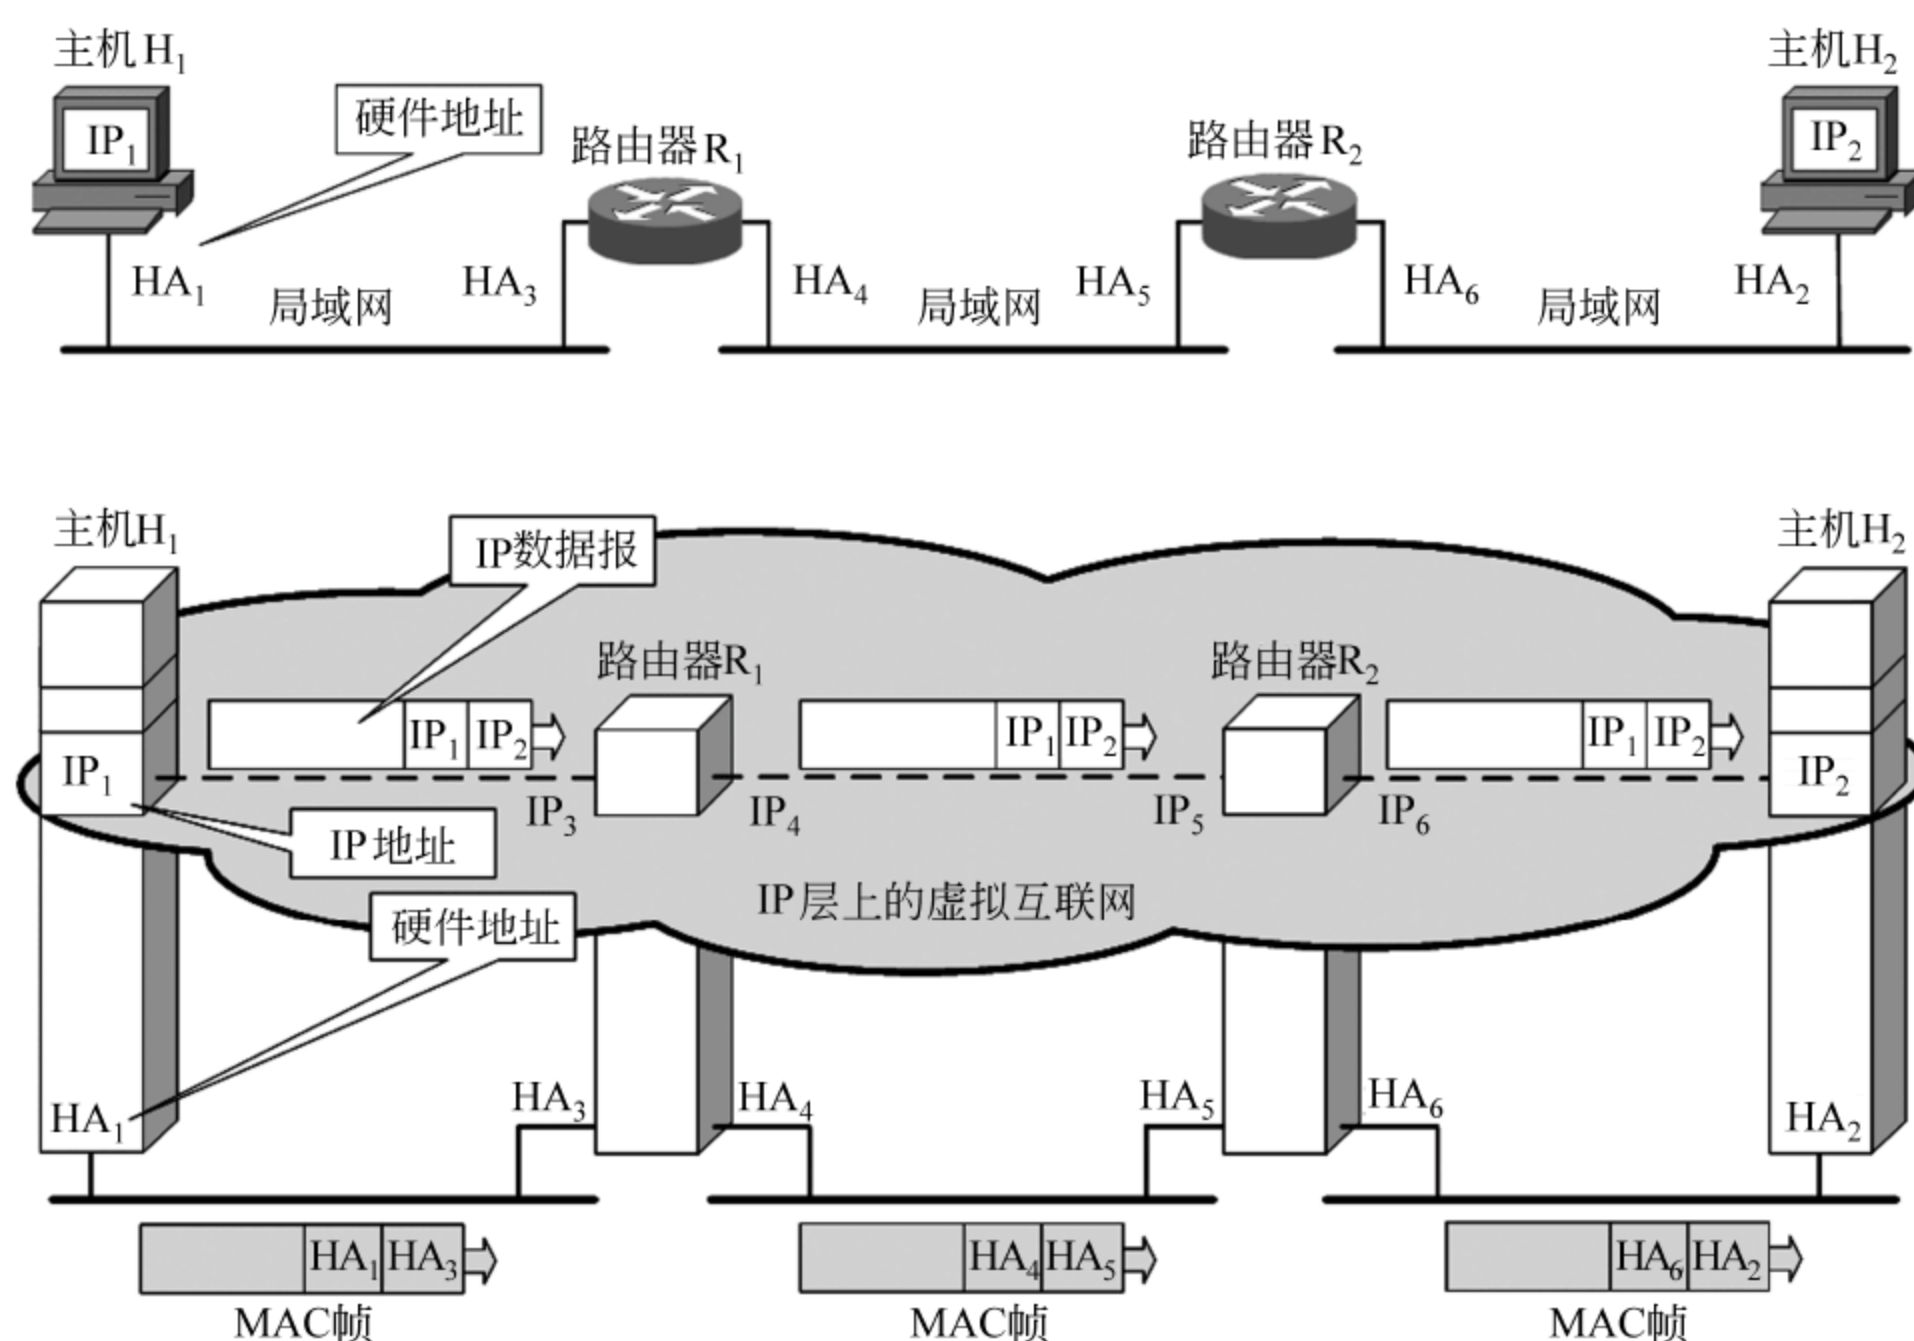 主机H₁
主机H₂
硬件地址
路由器R₁
路由器R₂
IP₁
IP₂
HA₁
局域网
HA₃
HA₄
局域网
HA₅
HA₆
局域网
HA₂
主机H₁
IP数据报
主机H₂
路由器R₁
路由器R₂
IP₁ IP₂
IP₁ IP₂
IP₁ IP₂
IP₁
IP₂
IP₃
IP₄
IP₅
IP₆
IP地址
IP层上的虚拟互联网
硬件地址
HA₁
HA₃
HA₄
HA₅
HA₆
HA₂
HA₁ HA₃
HA₄ HA₅
HA₆ HA₂
MAC帧
MAC帧
MAC帧